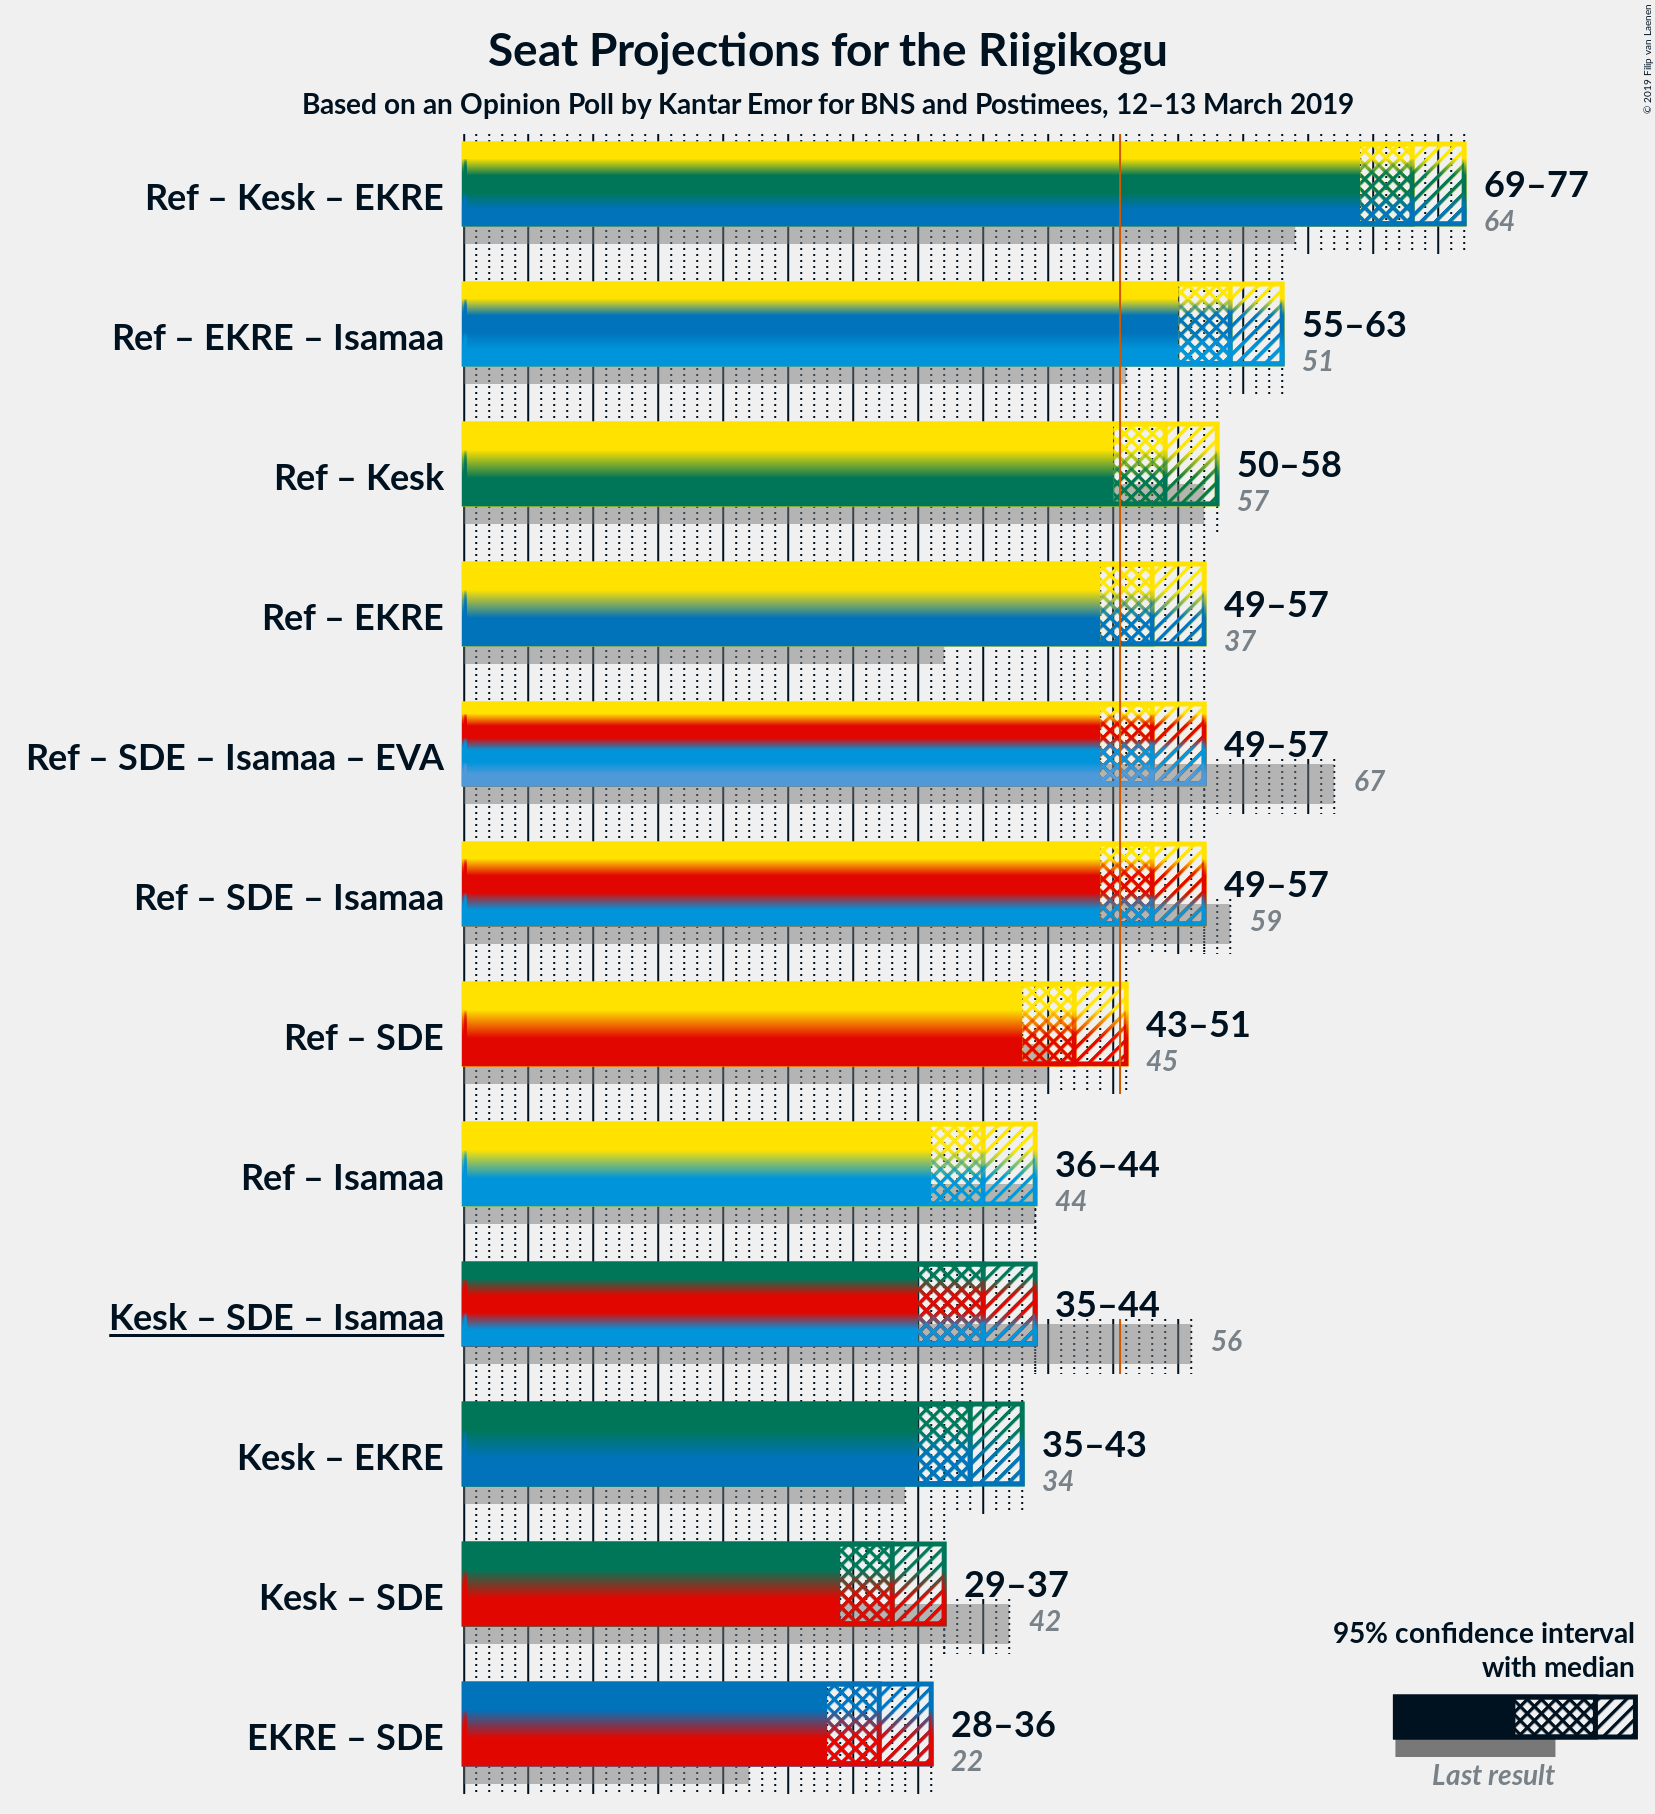 Seat Projections for the Riigikogu
Based on an Opinion Poll by Kantar Emor for BNS and Postimees, 12–13 March 2019
© 2019 Filip van Laenen
Ref – Kesk – EKRE
69–77
64
Ref – EKRE – Isamaa
55–63
51
Ref – Kesk
50–58
57
Ref – EKRE
49–57
37
Ref – SDE – Isamaa – EVA
49–57
67
Ref – SDE – Isamaa
49–57
59
Ref – SDE
43–51
45
Ref – Isamaa
36–44
44
Kesk – SDE – Isamaa
35–44
56
Kesk – EKRE
35–43
34
Kesk – SDE
29–37
42
EKRE – SDE
28–36
22
95% confidence interval
with median
Last result